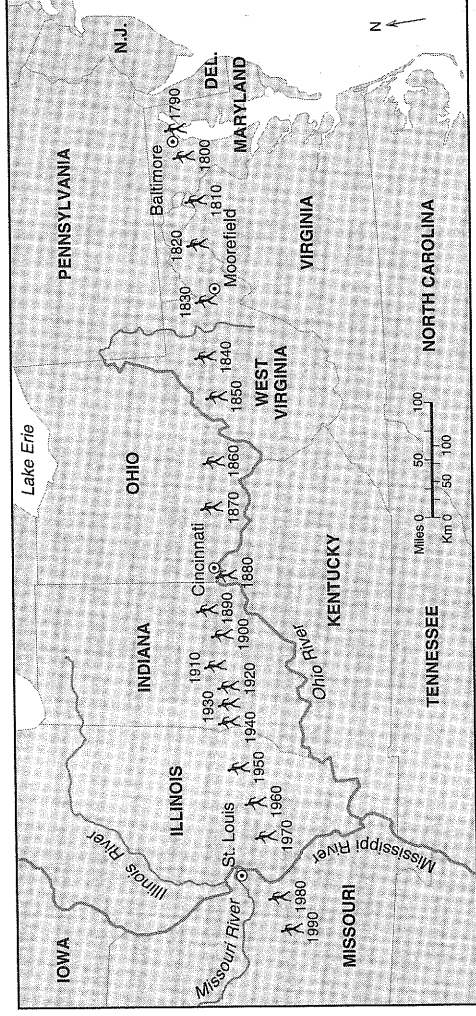 Lake Erie
N
IOWA
ILLINOIS
INDIANA
OHIO
PENNSYLVANIA
N.J.
Illinois River
Missouri River
St. Louis
Cincinnati
Moorefield
Baltimore
DEL.
MARYLAND
WEST
VIRGINIA
VIRGINIA
MISSOURI
Mississippi River
Ohio River
KENTUCKY
TENNESSEE
NORTH CAROLINA
1790
1800
1810
1820
1830
1840
1850
1860
1870
1880
1890
1900
1910
1920
1930
1940
1950
1960
1970
1980
1990
Miles 0 50 100
Km 0 50 100